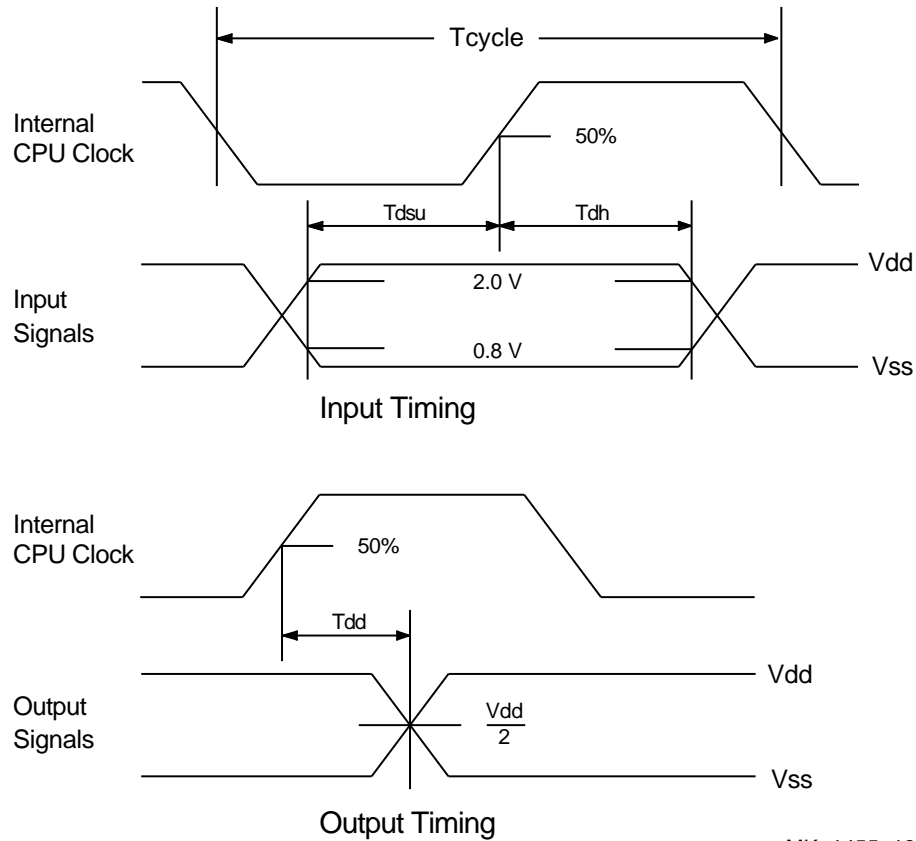 Tcycle
Internal
CPU Clock
50%
Tdsu
Tdh
Vdd
Input
Signals
2.0 V
0.8 V
Vss
Input Timing
Internal
CPU Clock
50%
Tdd
Vdd
Output
Signals
Vdd
2
Vss
Output Timing